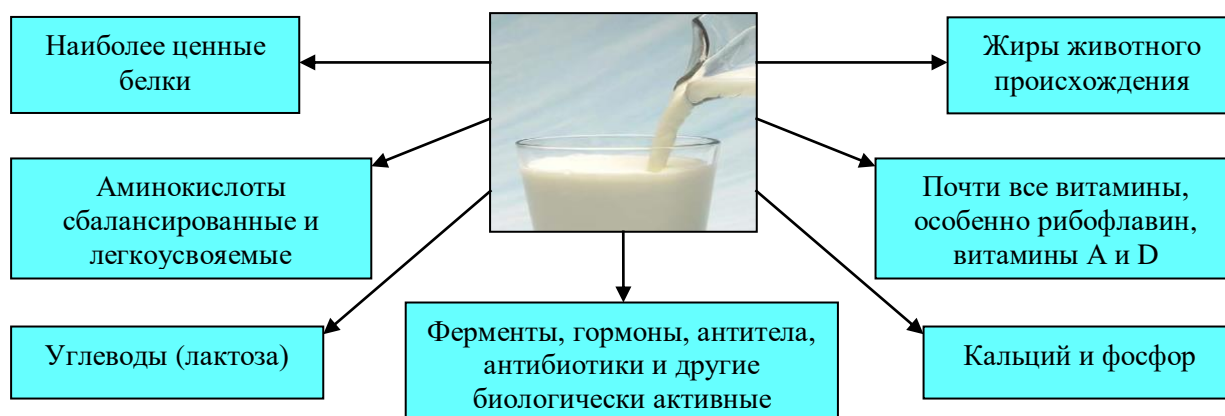 Наиболее ценные
белки
Жиры животного
происхождения
Аминокислоты
сбалансированные и
легкоусвояемые
Почти все витамины,
особенно рибофлавин,
витамины А и D
Углеводы (лактоза)
Ферменты, гормоны, антитела,
антибиотики и другие
биологически активные
Кальций и фосфор